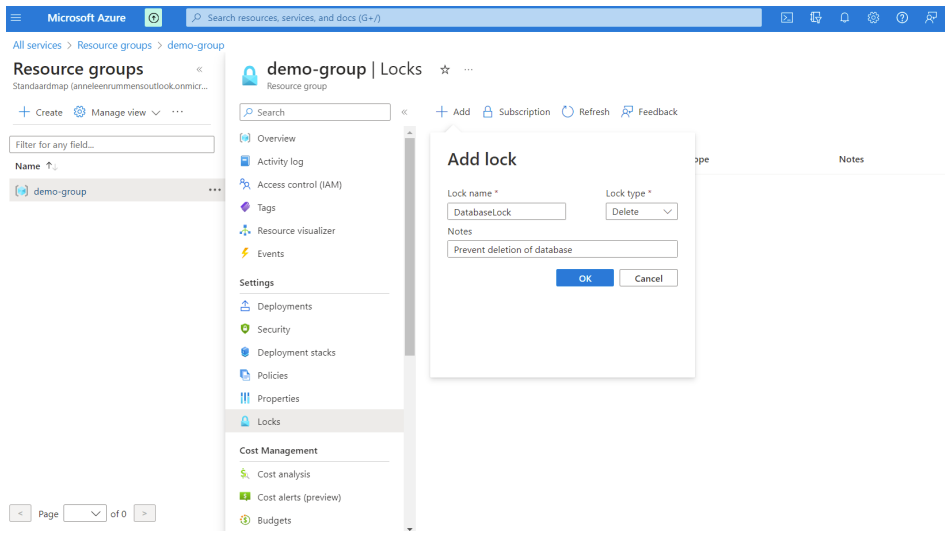 Microsoft Azure
Search resources, services, and docs (G+/)
All services > Resource groups > demo-group
Resource groups
Standaardmap (anneleenrummensoutlook.onmicr...
Create Manage view ...
Filter for any field...
Name
demo-group ...
Page of 0
demo-group | Locks ...
Resource group
Search
Overview
Activity log
Access control (IAM)
Tags
Resource visualizer
Events
Settings
Deployments
Security
Deployment stacks
Policies
Properties
Locks
Cost Management
Cost analysis
Cost alerts (preview)
Budgets
Add Subscription Refresh Feedback
Add lock
Lock name * Lock type *
DatabaseLock Delete
Notes
Prevent deletion of database
OK Cancel
Notes